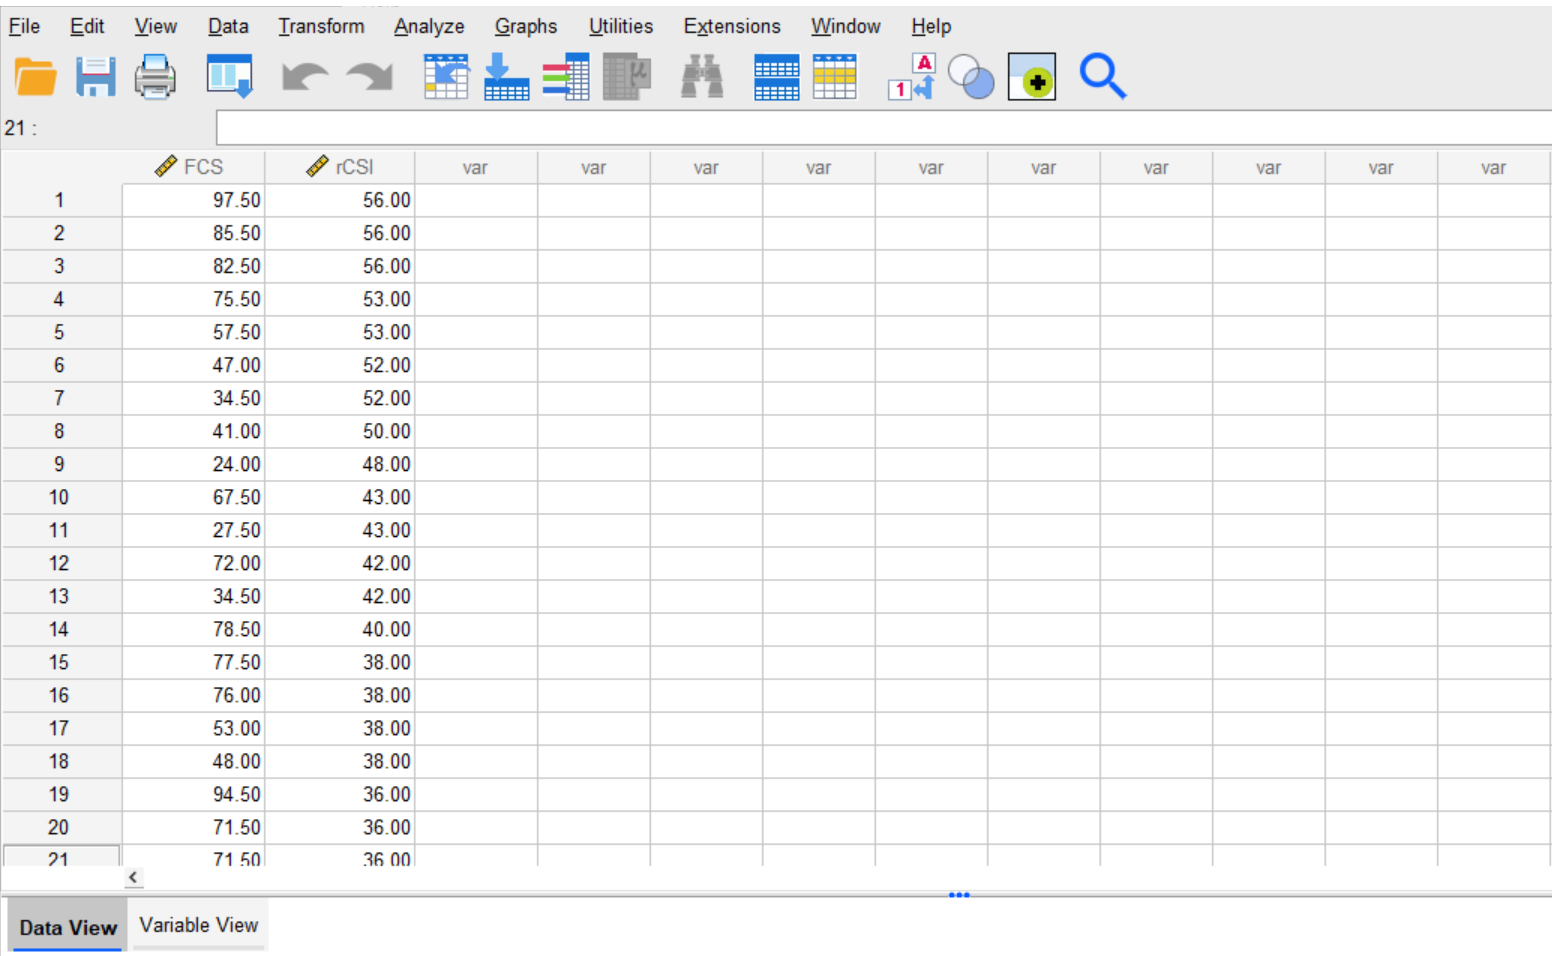 File Edit View Data Transform Analyze Graphs Utilities Extensions Window Help
A
1
µ
21 :
FCS rCSI var var var var var var var var var var
1 97.50 56.00
2 85.50 56.00
3 82.50 56.00
4 75.50 53.00
5 57.50 53.00
6 47.00 52.00
7 34.50 52.00
8 41.00 50.00
9 24.00 48.00
10 67.50 43.00
11 27.50 43.00
12 72.00 42.00
13 34.50 42.00
14 78.50 40.00
15 77.50 38.00
16 76.00 38.00
17 53.00 38.00
18 48.00 38.00
19 94.50 36.00
20 71.50 36.00
21 71.50 36.00
Data View Variable View